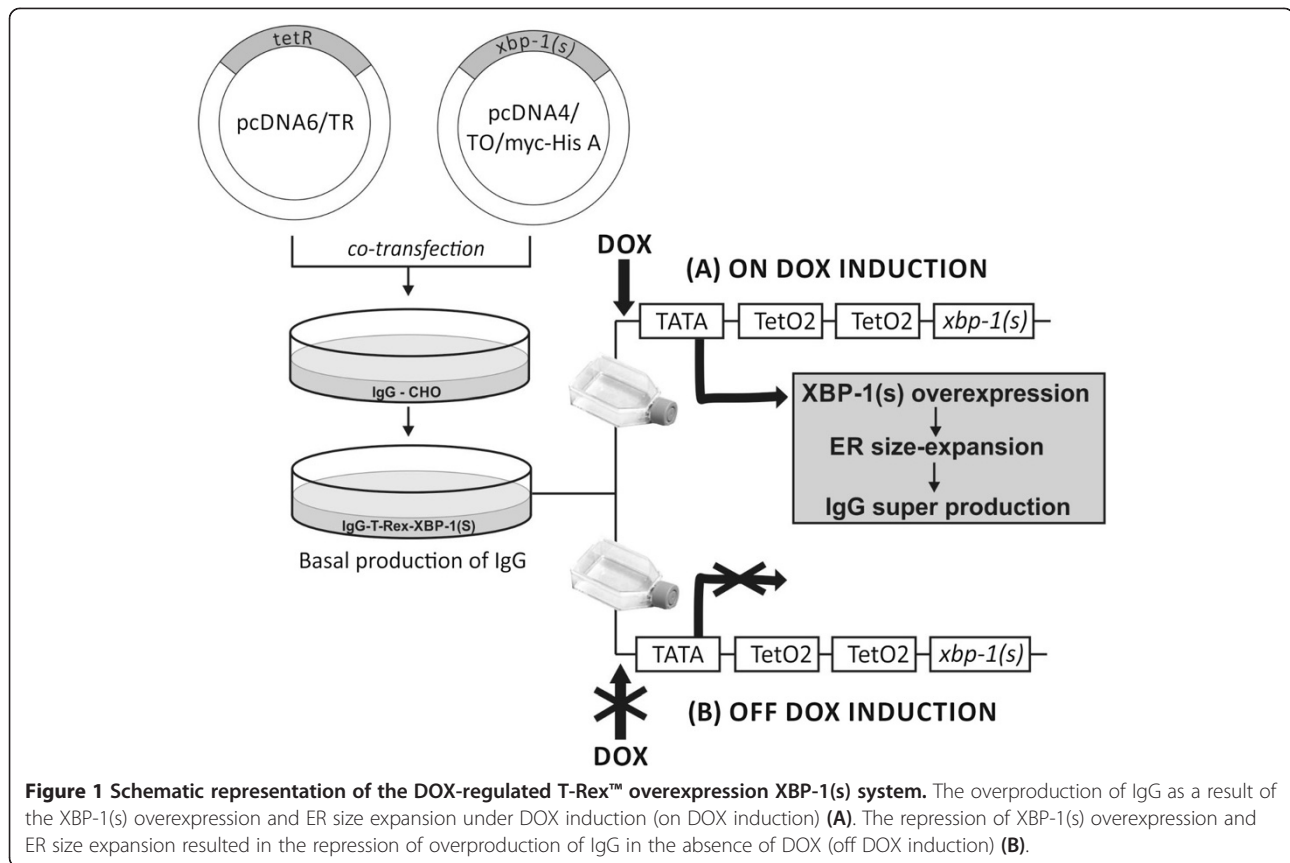 tetR
xbp-1(s)
pcDNA6/TR
pcDNA4/
TO/myc-His A
co-transfection
DOX
(A) ON DOX INDUCTION
TATA TetO2 TetO2 xbp-1(s)
IgG - CHO
XBP-1(s) overexpression
ER size-expansion
IgG super production
IgG-T-Rex-XBP-1(S)
Basal production of IgG
TATA TetO2 TetO2 xbp-1(s)
(B) OFF DOX INDUCTION
DOX
Figure 1 Schematic representation of the DOX-regulated T-Rex™ overexpression XBP-1(s) system. The overproduction of IgG as a result of
the XBP-1(s) overexpression and ER size expansion under DOX induction (on DOX induction) (A). The repression of XBP-1(s) overexpression and
ER size expansion resulted in the repression of overproduction of IgG in the absence of DOX (off DOX induction) (B).